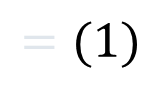 = (1)